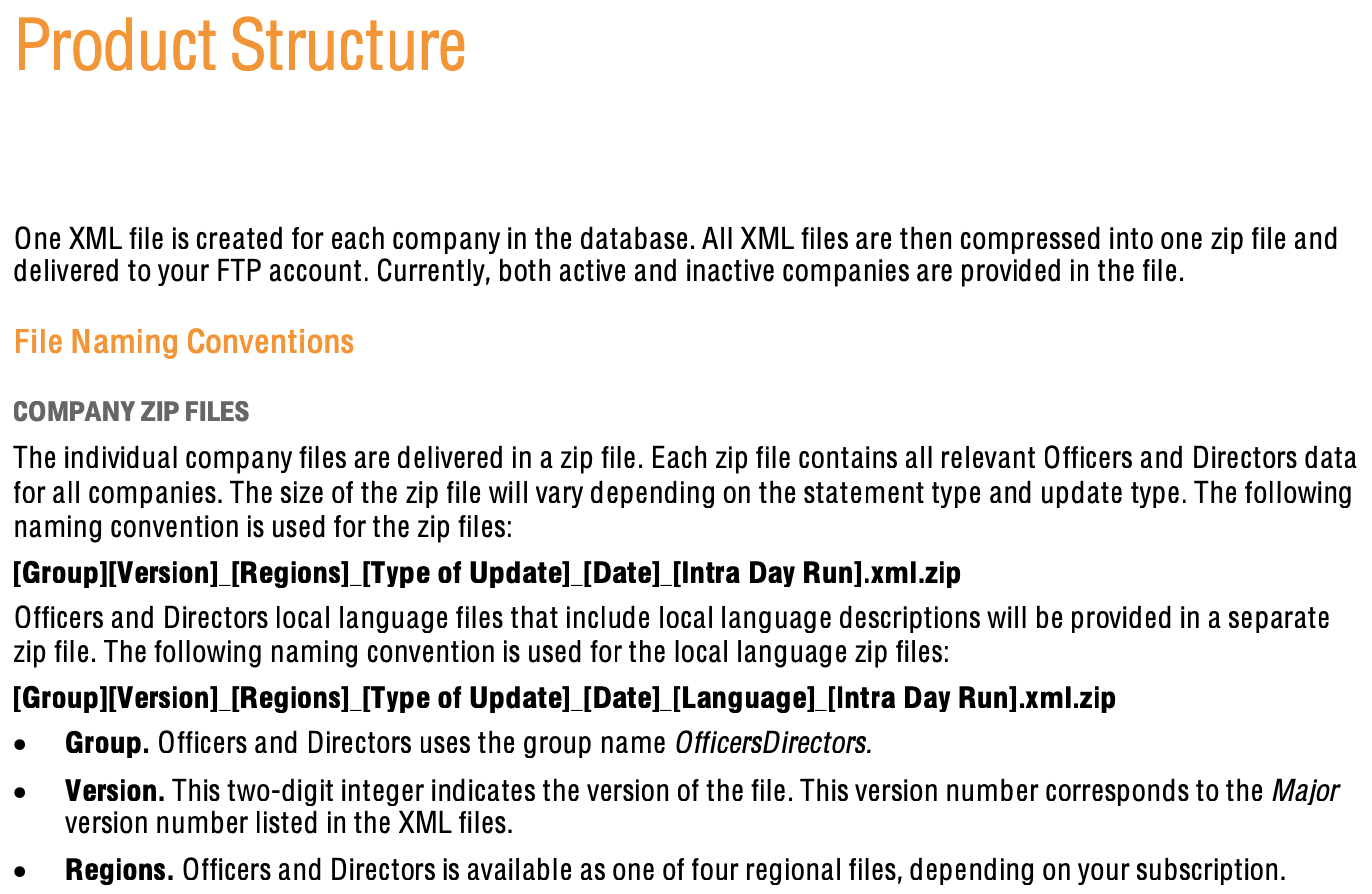 Product Structure
One XML file is created for each company in the database. All XML files are then compressed into one zip file and
delivered to your FTP account. Currently, both active and inactive companies are provided in the file.
File Naming Conventions
COMPANY ZIP FILES
The individual company files are delivered in a zip file. Each zip file contains all relevant Officers and Directors data
for all companies. The size of the zip file will vary depending on the statement type and update type. The following
naming convention is used for the zip files:
[Group][Version]_[Regions]_[Type of Update]_[Date]_[Intra Day Run].xml.zip
Officers and Directors local language files that include local language descriptions will be provided in a separate
zip file. The following naming convention is used for the local language zip files:
[Group][Version]_[Regions]_[Type of Update]_[Date]_[Language]_[Intra Day Run].xml.zip
• Group. Officers and Directors uses the group name OfficersDirectors.
• Version. This two-digit integer indicates the version of the file. This version number corresponds to the Major
version number listed in the XML files.
• Regions. Officers and Directors is available as one of four regional files, depending on your subscription.